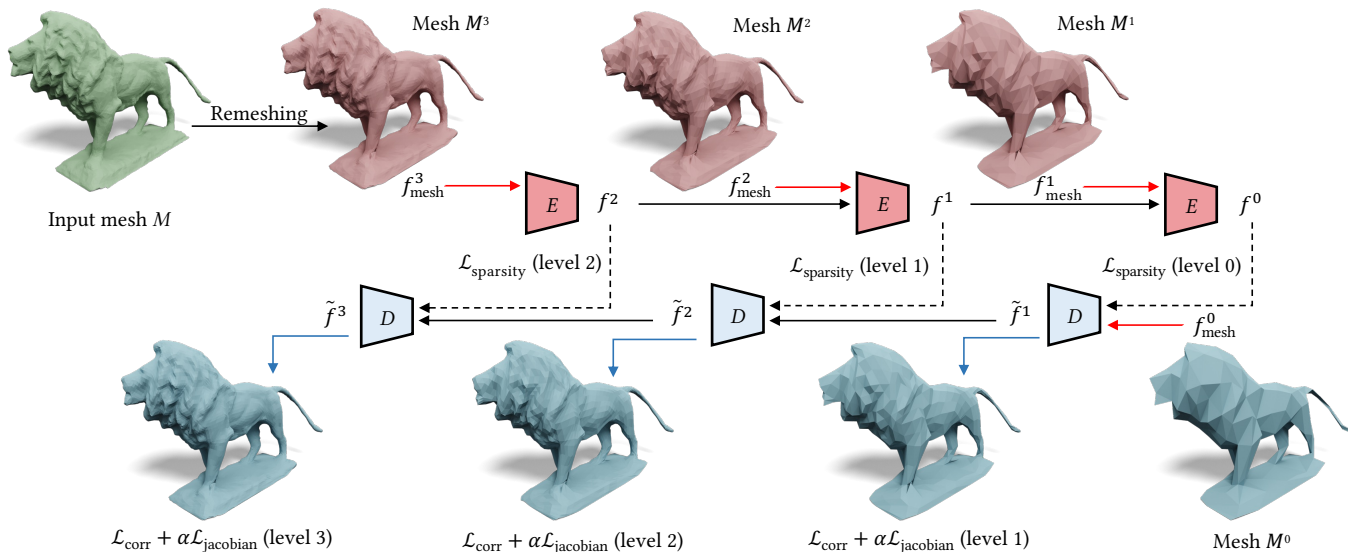 Mesh M³
Mesh M²
Mesh M¹
Remeshing
Input mesh M
f³mesh
E
f²
f²mesh
E
f¹
f¹mesh
E
f⁰
ℒsparsity (level 2)
ℒsparsity (level 1)
ℒsparsity (level 0)
f̃³
D
f̃²
D
f̃¹
D
f⁰mesh
ℒcorr + αℒjacobian (level 3)
ℒcorr + αℒjacobian (level 2)
ℒcorr + αℒjacobian (level 1)
Mesh M⁰